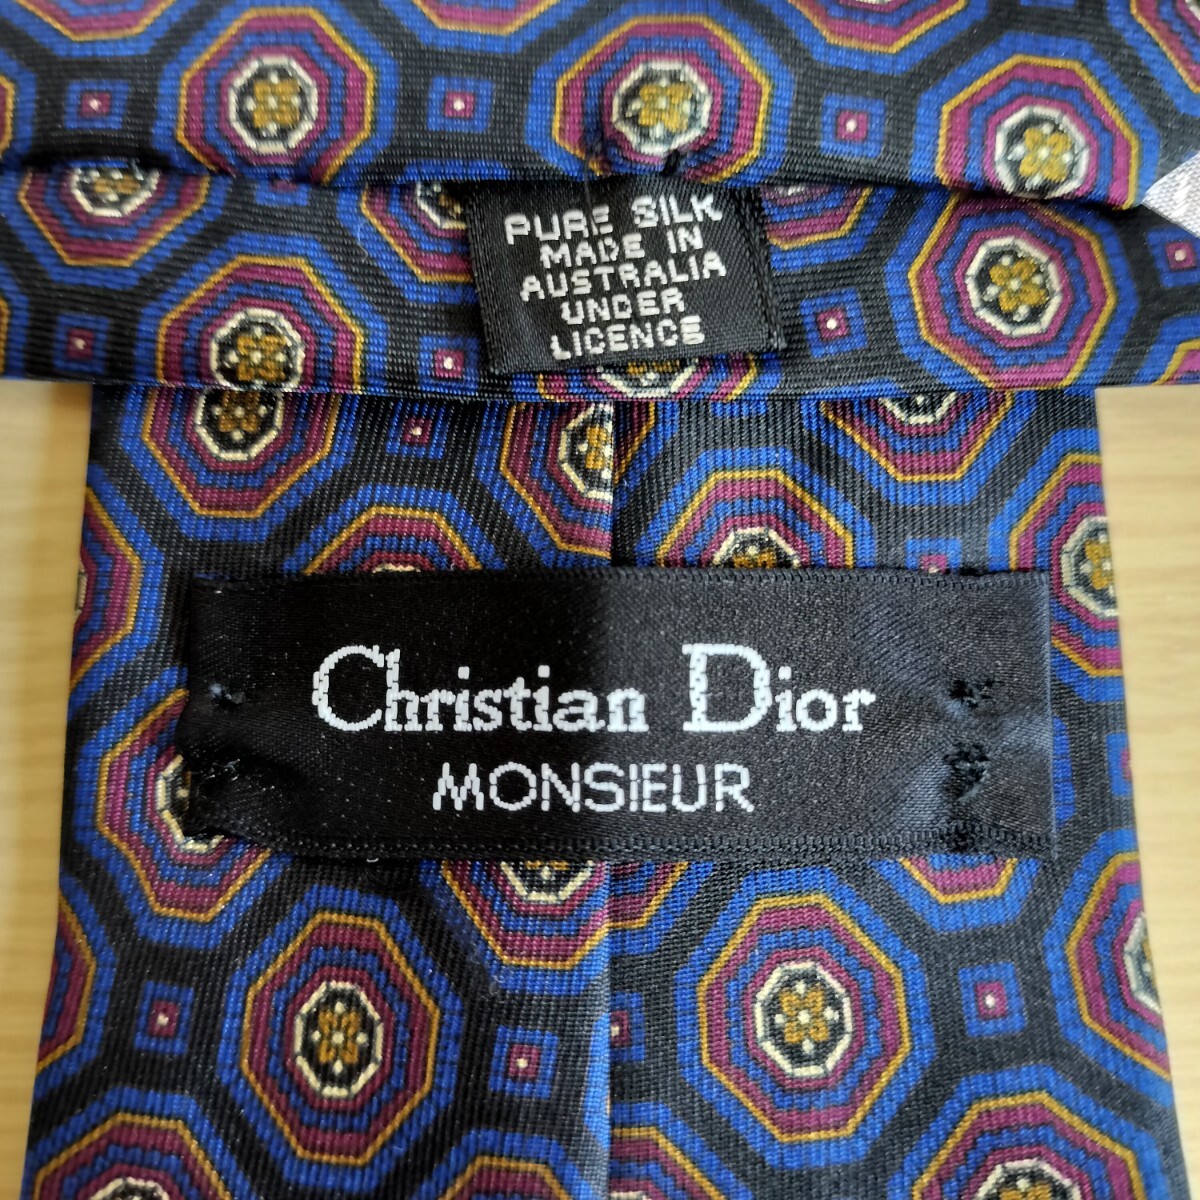 PURE SILK
MADE IN
AUSTRALIA
UNDER
LICENCE
Christian Dior
MONSIEUR